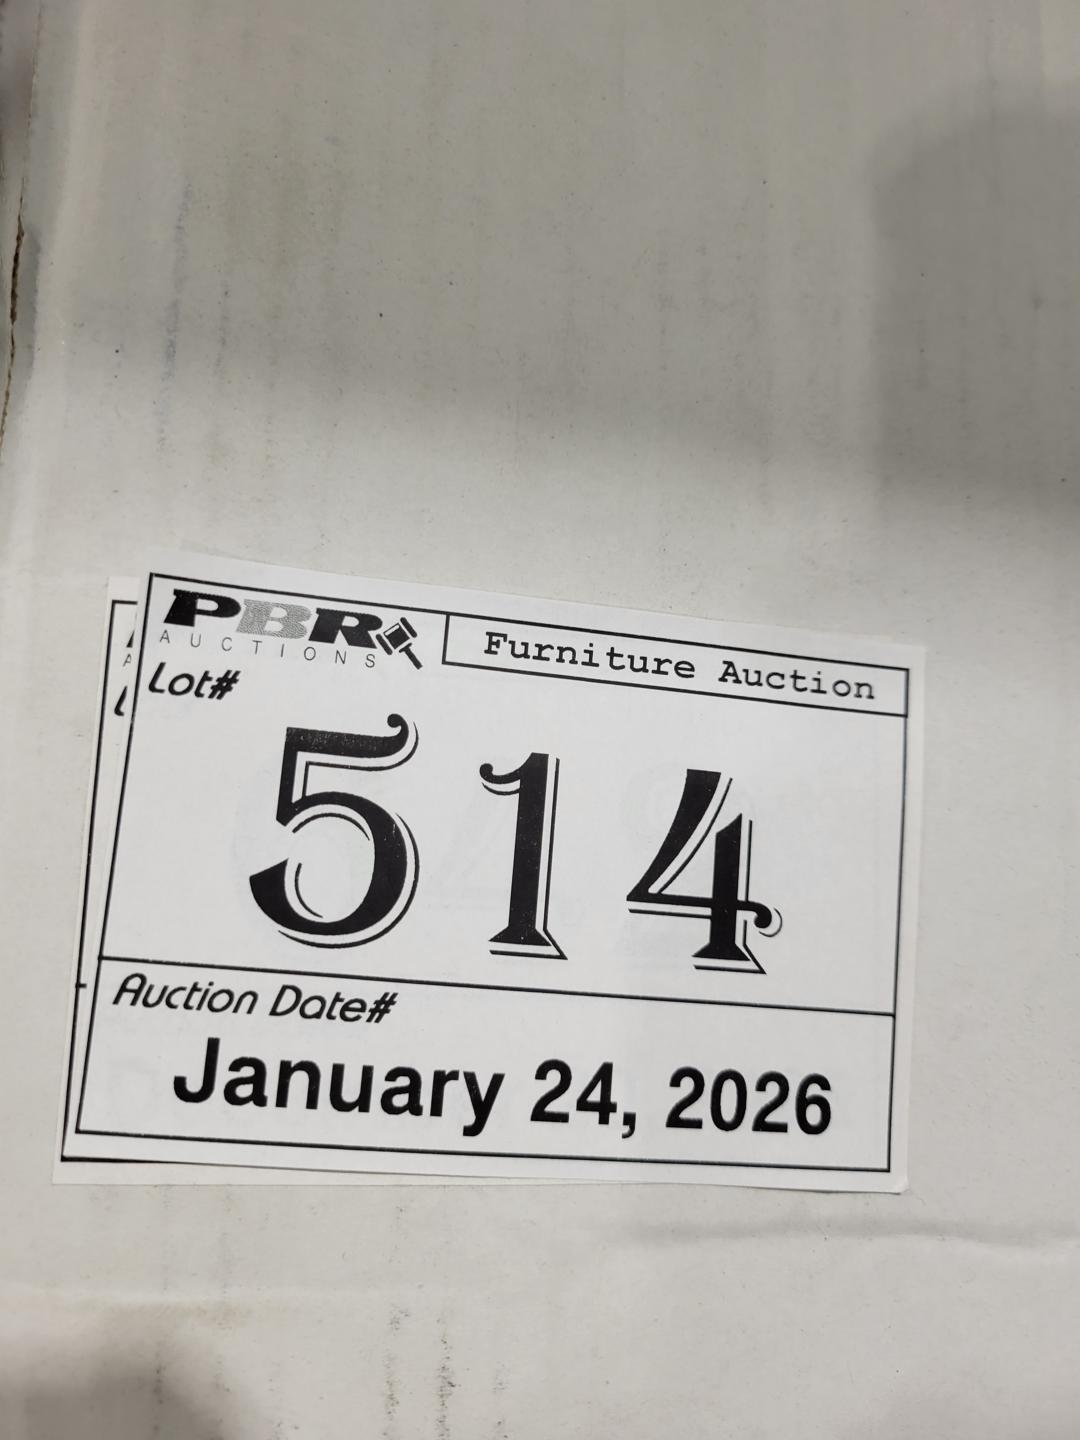 PBR
AUCTIONS
Furniture Auction
Lot#
514
Auction Date#
January 24, 2026